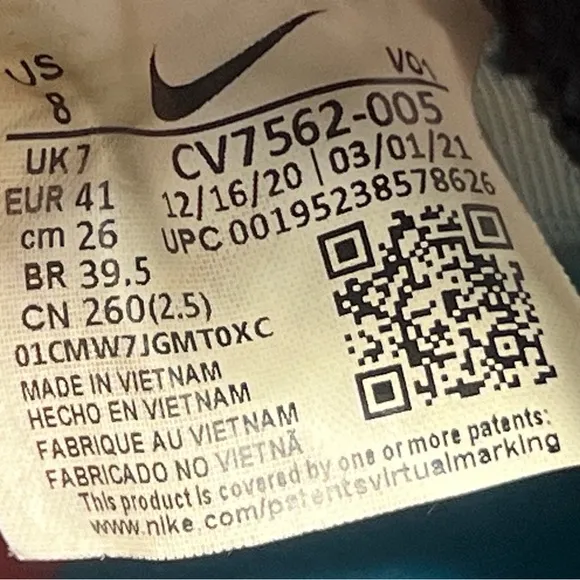 US
8
V01
UK 7
CV7562-005
EUR 41
12/16/20 | 03/01/21
cm 26
UPC 00195238578626
BR 39.5
CN 260(2.5)
01CMW7JGMT0XC
MADE IN VIETNAM
HECHO EN VIETNAM
FABRIQUE AU VIETNAM
FABRICADO NO VIETNÃ
This product is covered by one or more patents:
www.nike.com/patentsvirtualmarking